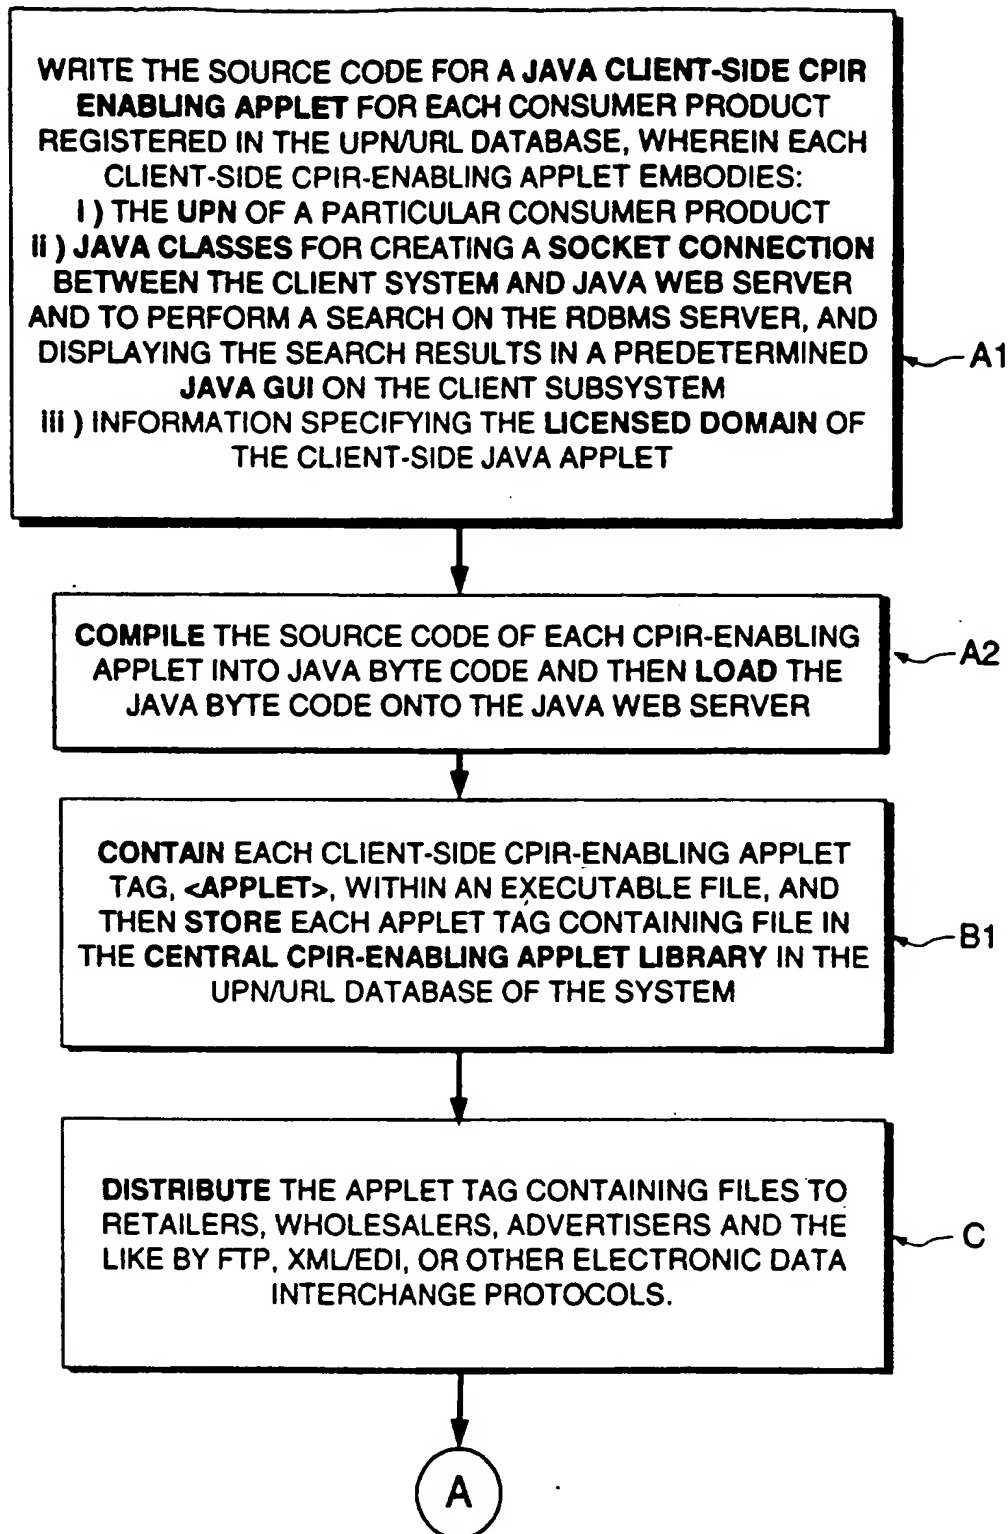 WRITE THE SOURCE CODE FOR A JAVA CLIENT-SIDE CPIR
ENABLING APPLET FOR EACH CONSUMER PRODUCT
REGISTERED IN THE UPN/URL DATABASE, WHEREIN EACH
CLIENT-SIDE CPIR-ENABLING APPLET EMBODIES:
i ) THE UPN OF A PARTICULAR CONSUMER PRODUCT
ii ) JAVA CLASSES FOR CREATING A SOCKET CONNECTION
BETWEEN THE CLIENT SYSTEM AND JAVA WEB SERVER
AND TO PERFORM A SEARCH ON THE RDBMS SERVER, AND
DISPLAYING THE SEARCH RESULTS IN A PREDETERMINED
JAVA GUI ON THE CLIENT SUBSYSTEM
iii ) INFORMATION SPECIFYING THE LICENSED DOMAIN OF
THE CLIENT-SIDE JAVA APPLET
A1
COMPILE THE SOURCE CODE OF EACH CPIR-ENABLING
APPLET INTO JAVA BYTE CODE AND THEN LOAD THE
JAVA BYTE CODE ONTO THE JAVA WEB SERVER
A2
CONTAIN EACH CLIENT-SIDE CPIR-ENABLING APPLET
TAG, <APPLET>, WITHIN AN EXECUTABLE FILE, AND
THEN STORE EACH APPLET TAG CONTAINING FILE IN
THE CENTRAL CPIR-ENABLING APPLET LIBRARY IN THE
UPN/URL DATABASE OF THE SYSTEM
B1
DISTRIBUTE THE APPLET TAG CONTAINING FILES TO
RETAILERS, WHOLESALERS, ADVERTISERS AND THE
LIKE BY FTP, XML/EDI, OR OTHER ELECTRONIC DATA
INTERCHANGE PROTOCOLS.
C
A